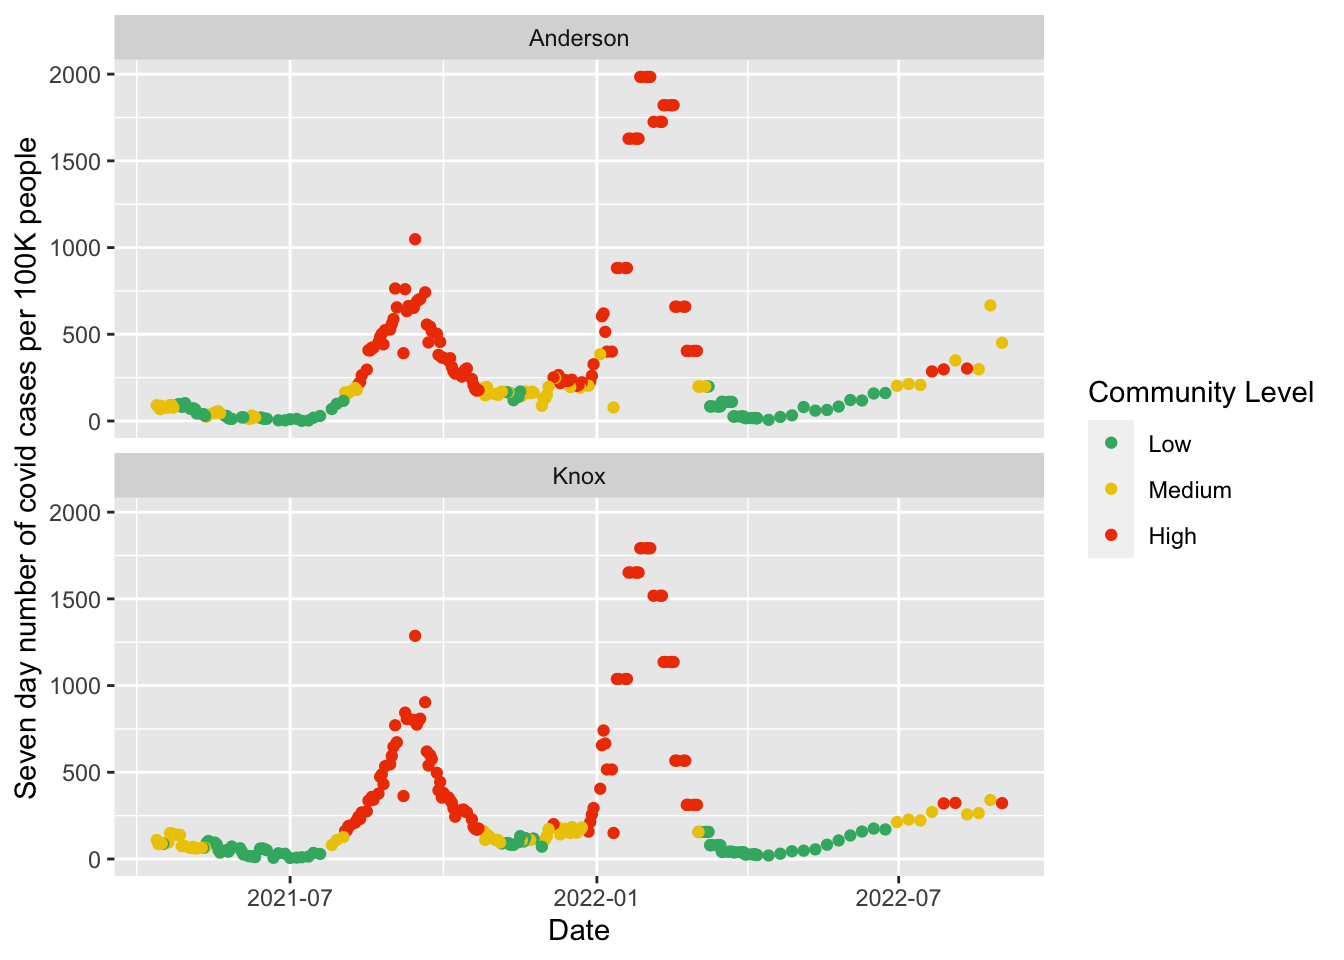 Anderson
2000
1500
1000
500
0
Knox
2000
1500
1000
500
0
2021-07
2022-01
2022-07
Date
Seven day number of covid cases per 100K people
Community Level
Low
Medium
High